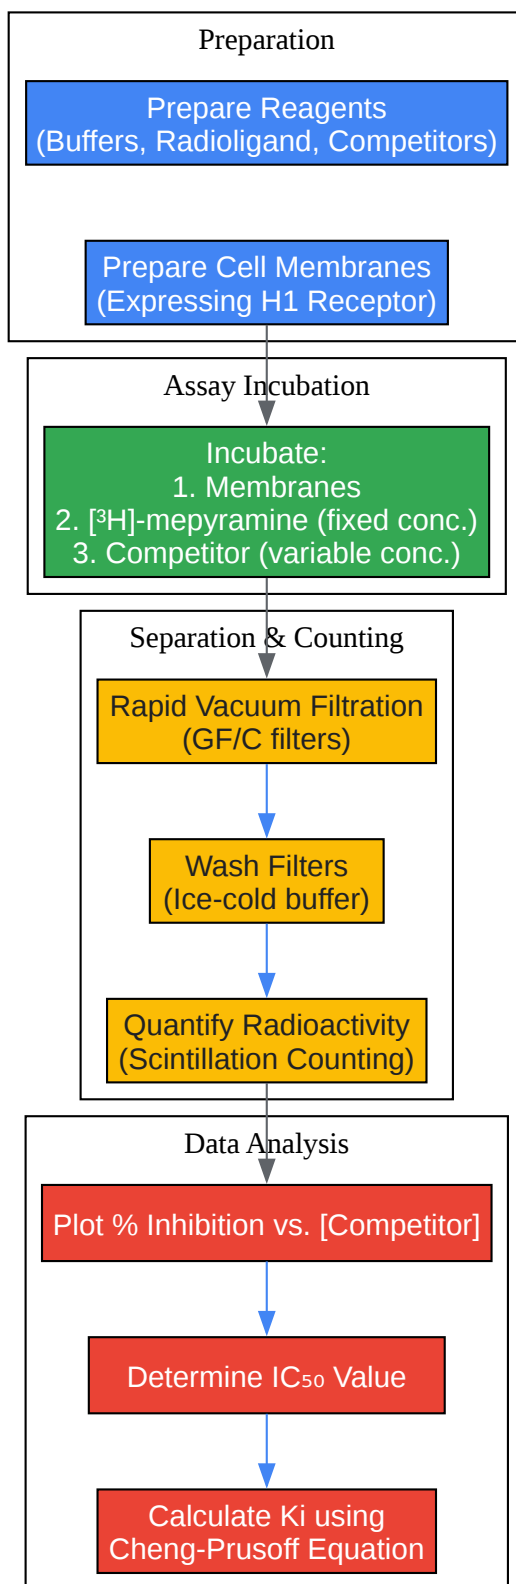 Preparation
Prepare Reagents
(Buffers, Radioligand, Competitors)
Prepare Cell Membranes
(Expressing H1 Receptor)
Assay Incubation
Incubate:
1. Membranes
2. [³H]-mepyramine (fixed conc.)
3. Competitor (variable conc.)
Separation & Counting
Rapid Vacuum Filtration
(GF/C filters)
Wash Filters
(Ice-cold buffer)
Quantify Radioactivity
(Scintillation Counting)
Data Analysis
Plot % Inhibition vs. [Competitor]
Determine IC₅₀ Value
Calculate Ki using
Cheng-Prusoff Equation